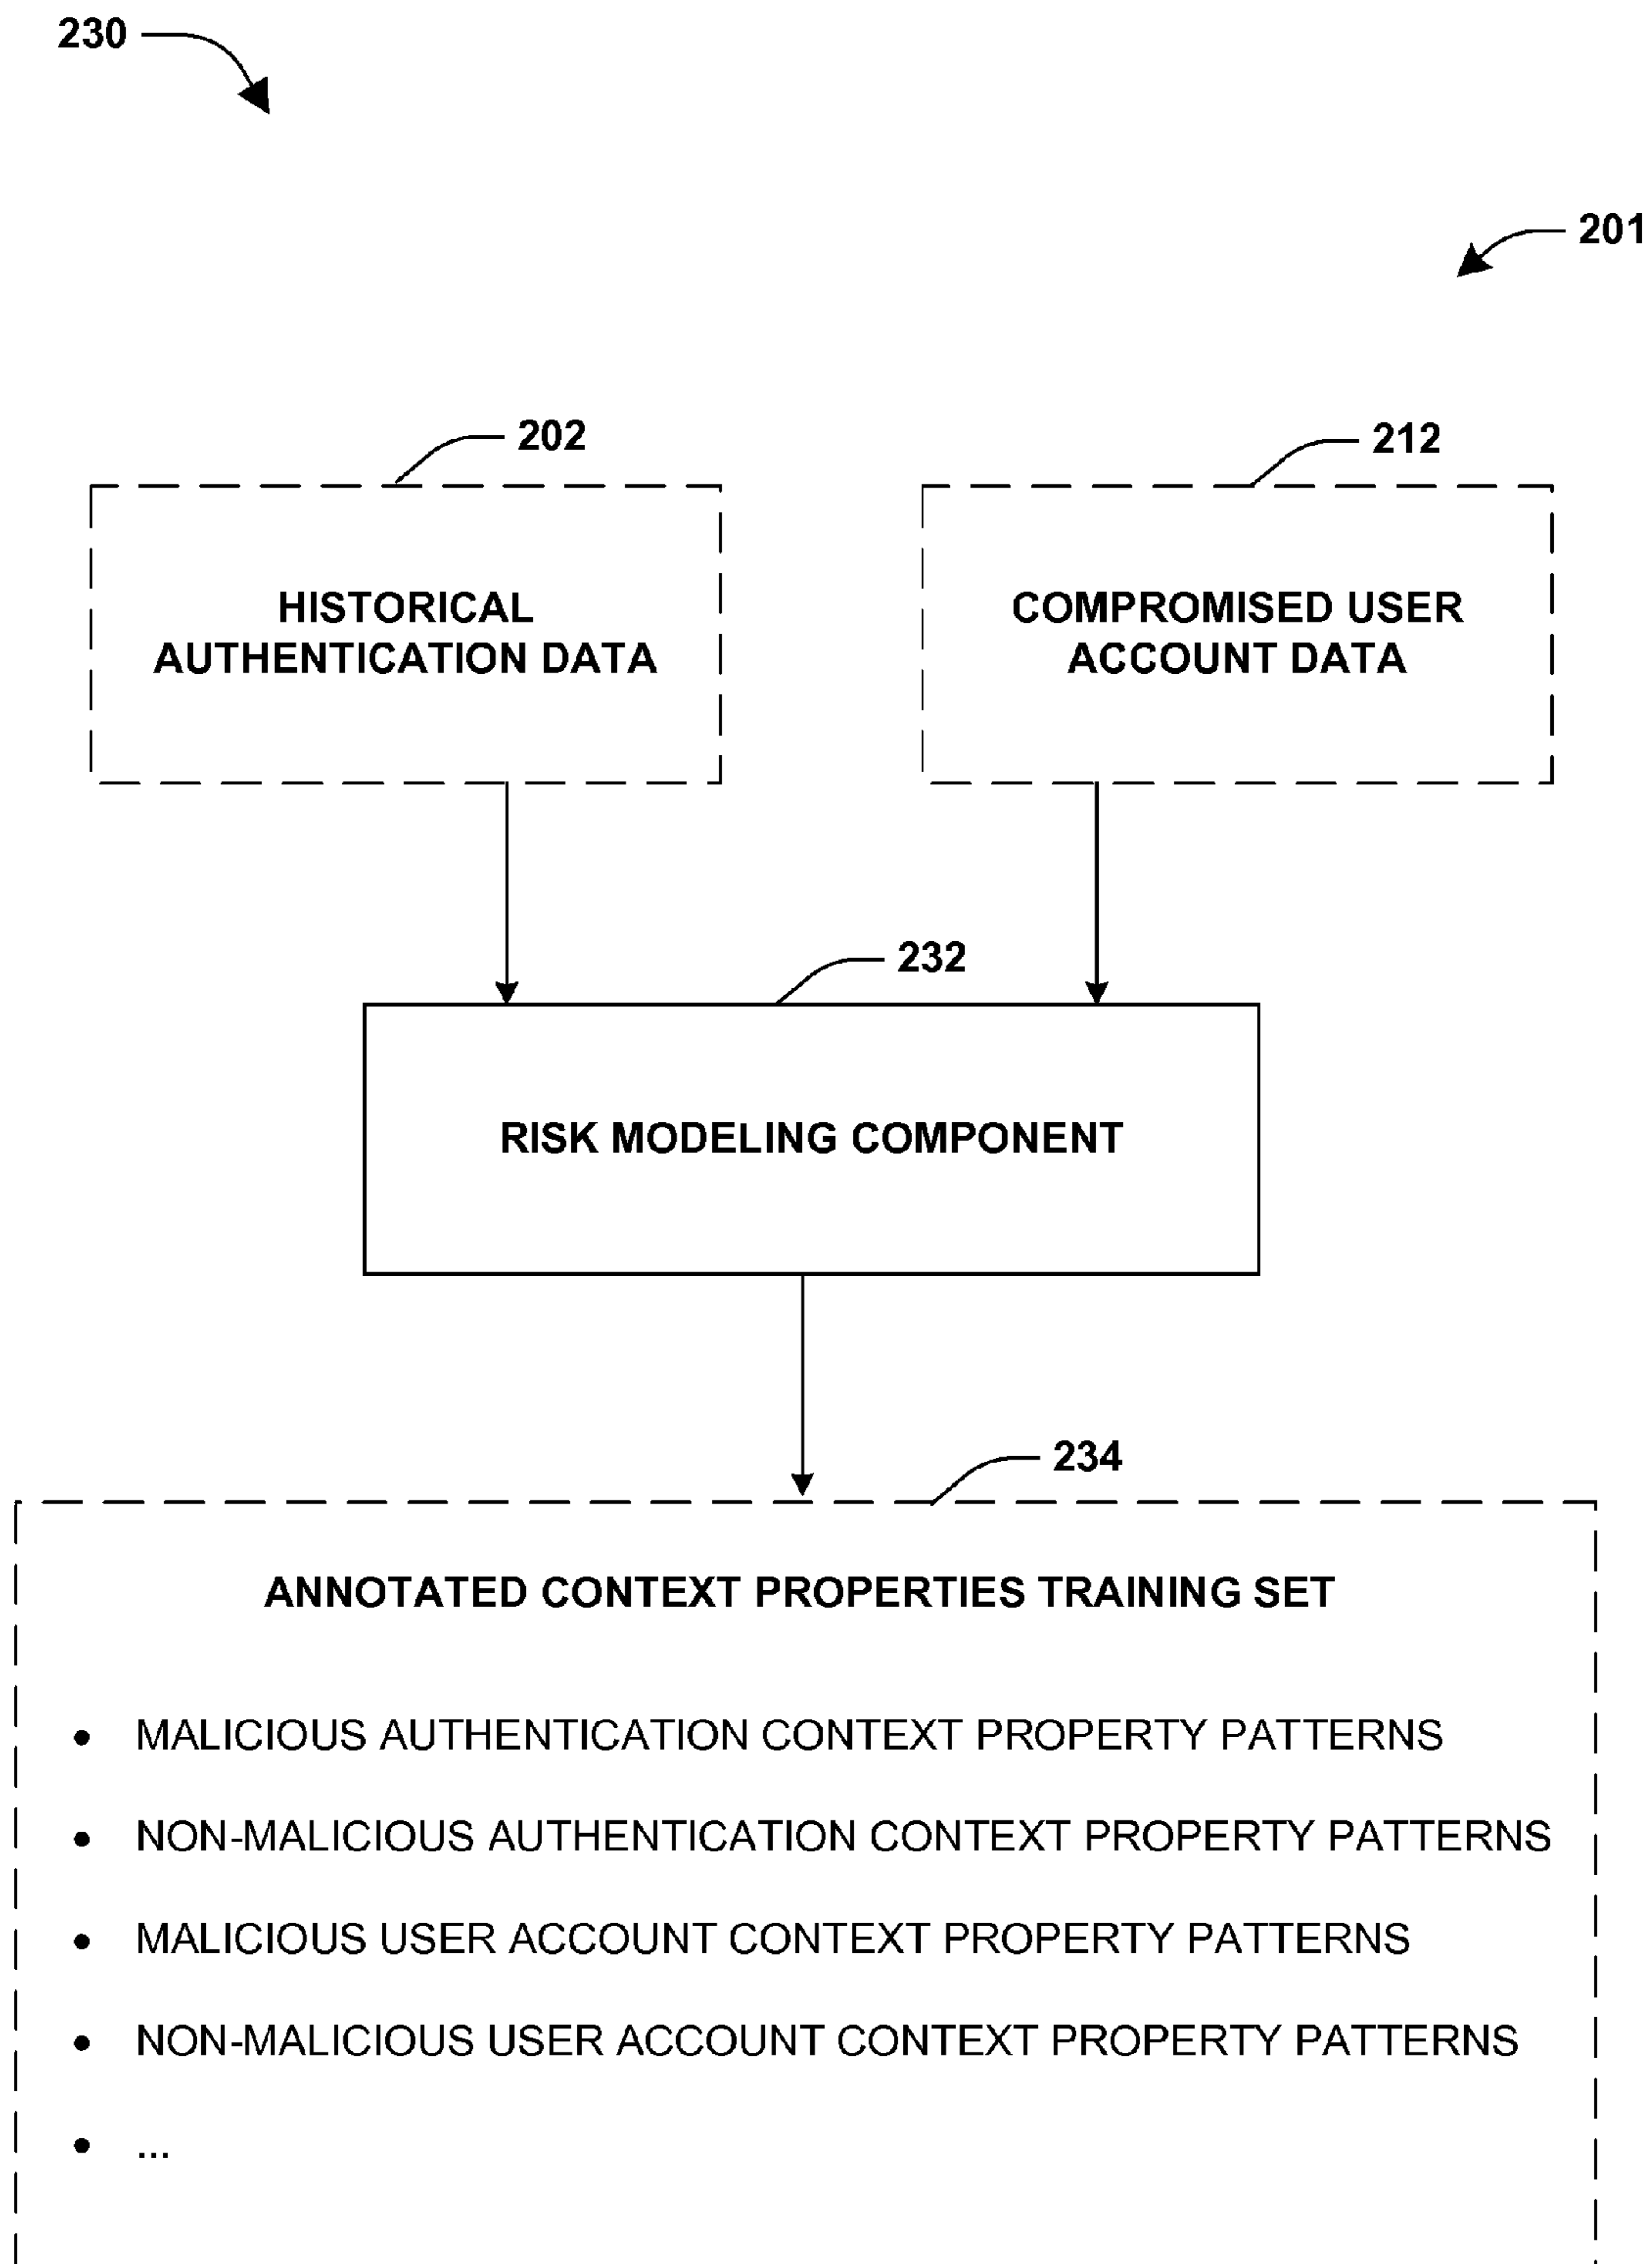 230
201
202
212
HISTORICAL
AUTHENTICATION DATA
COMPROMISED USER
ACCOUNT DATA
232
RISK MODELING COMPONENT
234
ANNOTATED CONTEXT PROPERTIES TRAINING SET
• MALICIOUS AUTHENTICATION CONTEXT PROPERTY PATTERNS
• NON-MALICIOUS AUTHENTICATION CONTEXT PROPERTY PATTERNS
• MALICIOUS USER ACCOUNT CONTEXT PROPERTY PATTERNS
• NON-MALICIOUS USER ACCOUNT CONTEXT PROPERTY PATTERNS
• ...